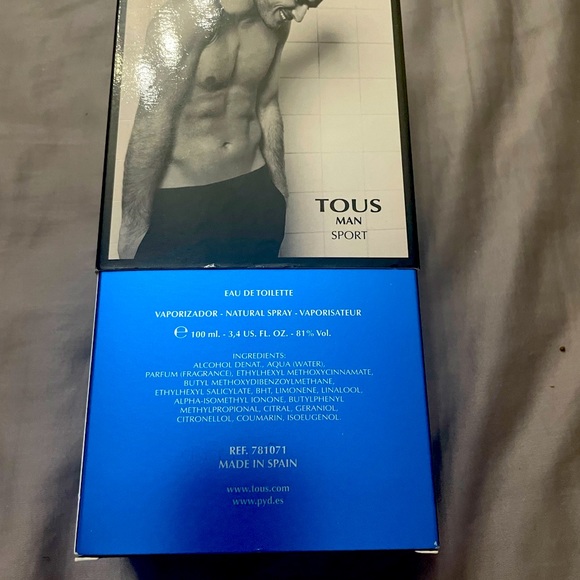 TOUS
MAN
SPORT
EAU DE TOILETTE
VAPORIZADOR - NATURAL SPRAY - VAPORISATEUR
℮ 100 ml. - 3,4 US. FL. OZ. - 81% Vol.
INGREDIENTS:
ALCOHOL DENAT., AQUA (WATER),
PARFUM (FRAGRANCE), ETHYLHEXYL METHOXYCINNAMATE,
BUTYL METHOXYDIBENZOYLMETHANE,
ETHYLHEXYL SALICYLATE, BHT, LIMONENE, LINALOOL,
ALPHA-ISOMETHYL IONONE, BUTYLPHENYL
METHYLPROPIONAL, CITRAL, GERANIOL,
CITRONELLOL, COUMARIN, ISOEUGENOL.
REF. 781071
MADE IN SPAIN
www.tous.com
www.pyd.es